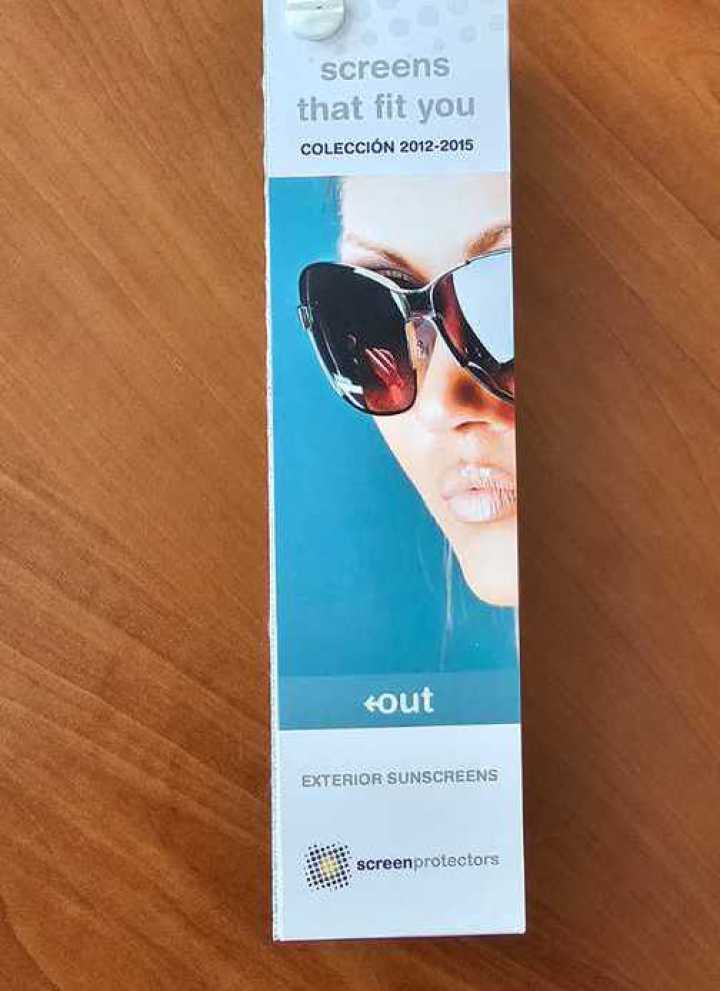 screens
that fit you
COLECCIÓN 2012-2015
out
EXTERIOR SUNSCREENS
screenprotectors